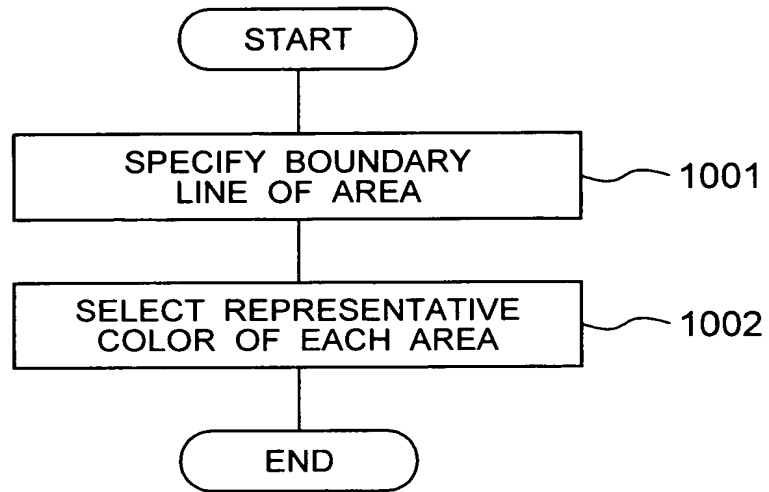 START
SPECIFY BOUNDARY
LINE OF AREA
1001
SELECT REPRESENTATIVE
COLOR OF EACH AREA
1002
END